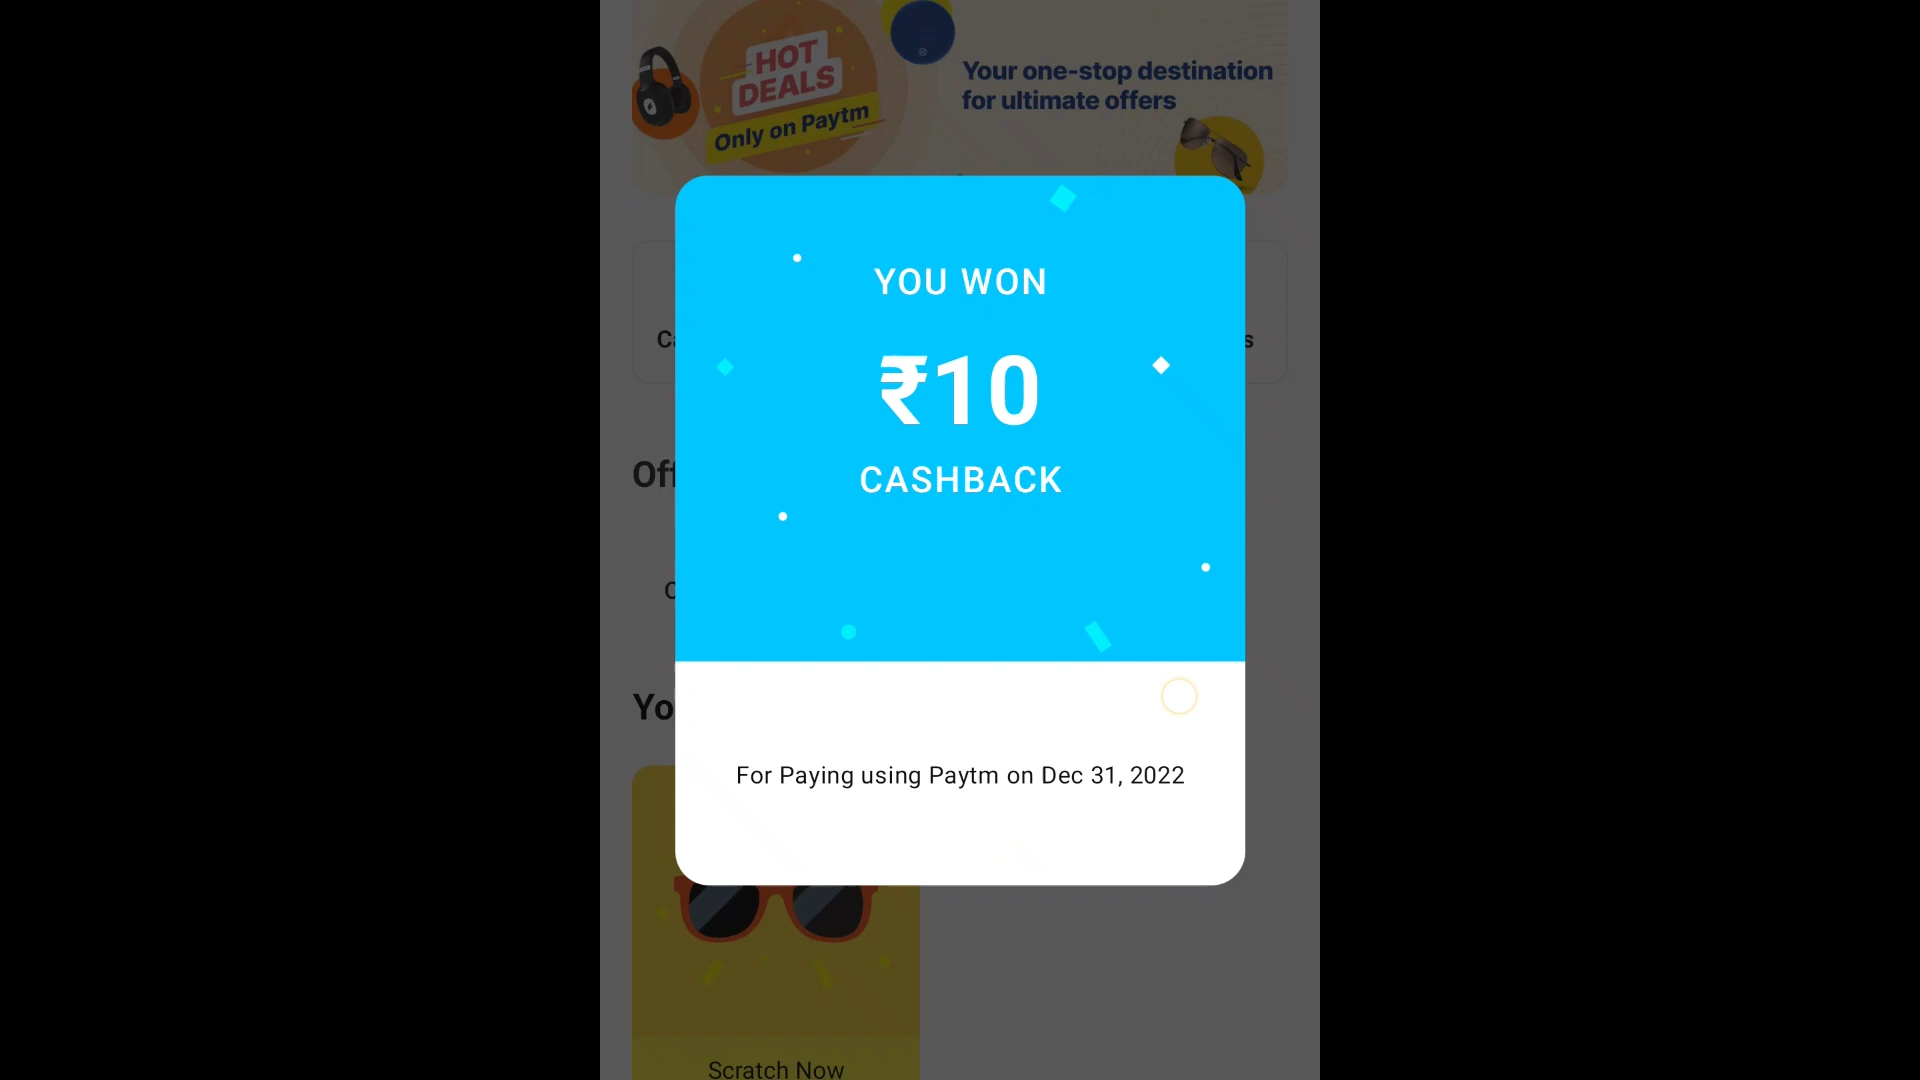 HOT
DEALS
Only on Paytm
Your one-stop destination
for ultimate offers
YOU WON
₹10
CASHBACK
For Paying using Paytm on Dec 31, 2022
Scratch Now